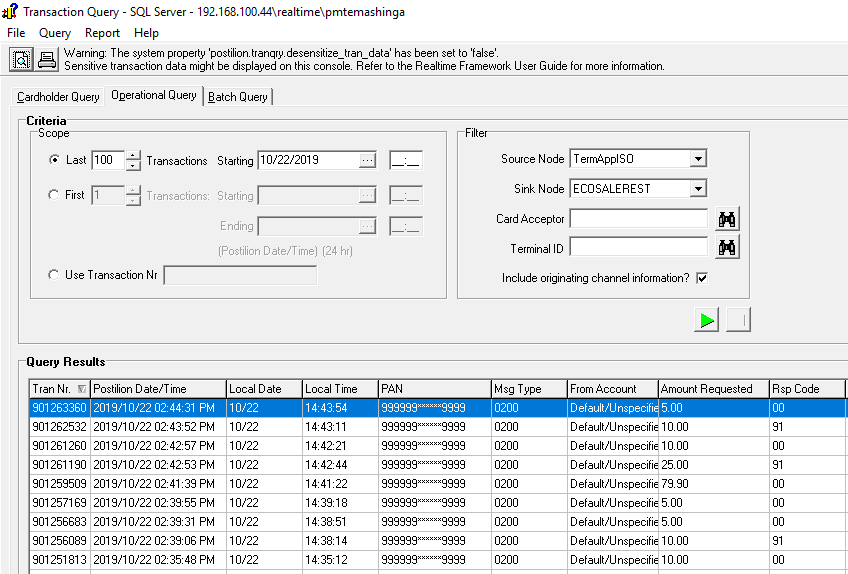 Transaction Query - SQL Server - 192.168.100.44\realtime\pmtemashinga
File Query Report Help
Warning: The system property 'postilion.tranqry.desensitize_tran_data' has been set to 'false'.
Sensitive transaction data might be displayed on this console. Refer to the Realtime Framework User Guide for more information.
Cardholder Query Operational Query Batch Query
Criteria
Scope
Last 100 Transactions Starting 10/22/2019 ... __:__
First 1 Transactions: Starting ... __:__
Ending ... __:__
(Postilion Date/Time) (24 hr)
Use Transaction Nr
Filter
Source Node TermAppISO
Sink Node ECOSALEREST
Card Acceptor
Terminal ID
Include originating channel information?
Query Results
Tran Nr. Postilion Date/Time Local Date Local Time PAN Msg Type From Account Amount Requested Rsp Code
901263360 2019/10/22 02:44:31 PM 10/22 14:43:54 999999******9999 0200 Default/Unspecifie 5.00 00
901262532 2019/10/22 02:43:52 PM 10/22 14:43:11 999999******9999 0200 Default/Unspecifie 10.00 91
901261260 2019/10/22 02:42:57 PM 10/22 14:42:21 999999******9999 0200 Default/Unspecifie 10.00 00
901261190 2019/10/22 02:42:53 PM 10/22 14:42:44 999999******9999 0200 Default/Unspecifie 25.00 91
901259509 2019/10/22 02:41:39 PM 10/22 14:41:22 999999******9999 0200 Default/Unspecifie 79.90 00
901257169 2019/10/22 02:39:55 PM 10/22 14:39:18 999999******9999 0200 Default/Unspecifie 5.00 00
901256683 2019/10/22 02:39:31 PM 10/22 14:38:51 999999******9999 0200 Default/Unspecifie 5.00 00
901256089 2019/10/22 02:39:06 PM 10/22 14:38:14 999999******9999 0200 Default/Unspecifie 10.00 91
901251813 2019/10/22 02:35:48 PM 10/22 14:35:12 999999******9999 0200 Default/Unspecifie 10.00 00